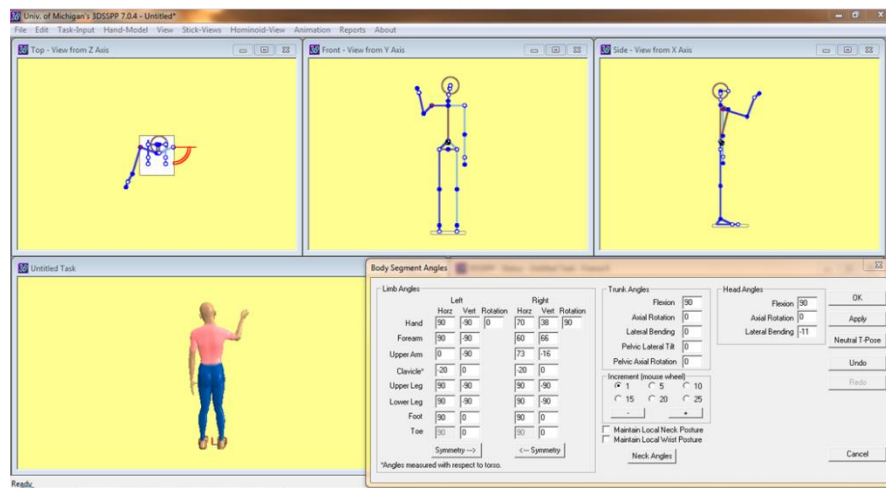 Univ. of Michigan's 3DSSPP 7.0.4 - Untitled*
File Edit Task-Input Hand-Model View Stick-Views Hominoid-View Animation Reports About
Top - View from Z Axis
Front - View from Y Axis
Side - View from X Axis
Untitled Task
Body Segment Angles
Limb Angles
Left Right
Horz Vert Rotation Horz Vert Rotation
Hand 90 -90 0 70 38 90
Forearm 90 -90 60 66
Upper Arm 0 -90 73 -16
Clavicle* -20 0 -20 0
Upper Leg 90 -90 90 -90
Lower Leg 90 -90 90 -90
Foot 90 0 90 0
Toe 90 0 90 0
Symmetry --> <-- Symmetry
*Angles measured with respect to torso.
Trunk Angles
Flexion 90
Axial Rotation 0
Lateral Bending 0
Pelvic Lateral Tilt 0
Pelvic Axial Rotation 0
Increment (mouse wheel)
1 5 10
15 20 25
- +
Maintain Local Neck Posture
Maintain Local Wrist Posture
Neck Angles
Head Angles
Flexion 90
Axial Rotation 0
Lateral Bending -11
OK
Apply
Neutral T-Pose
Undo
Redo
Cancel
Ready